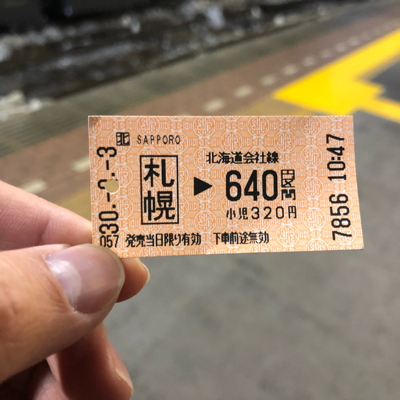 北 SAPPORO
札幌 ▶ 640円区間
北海道会社線
小児320円
発売当日限り有効 下車前途無効
30.-3.-3
057
7856 10:47